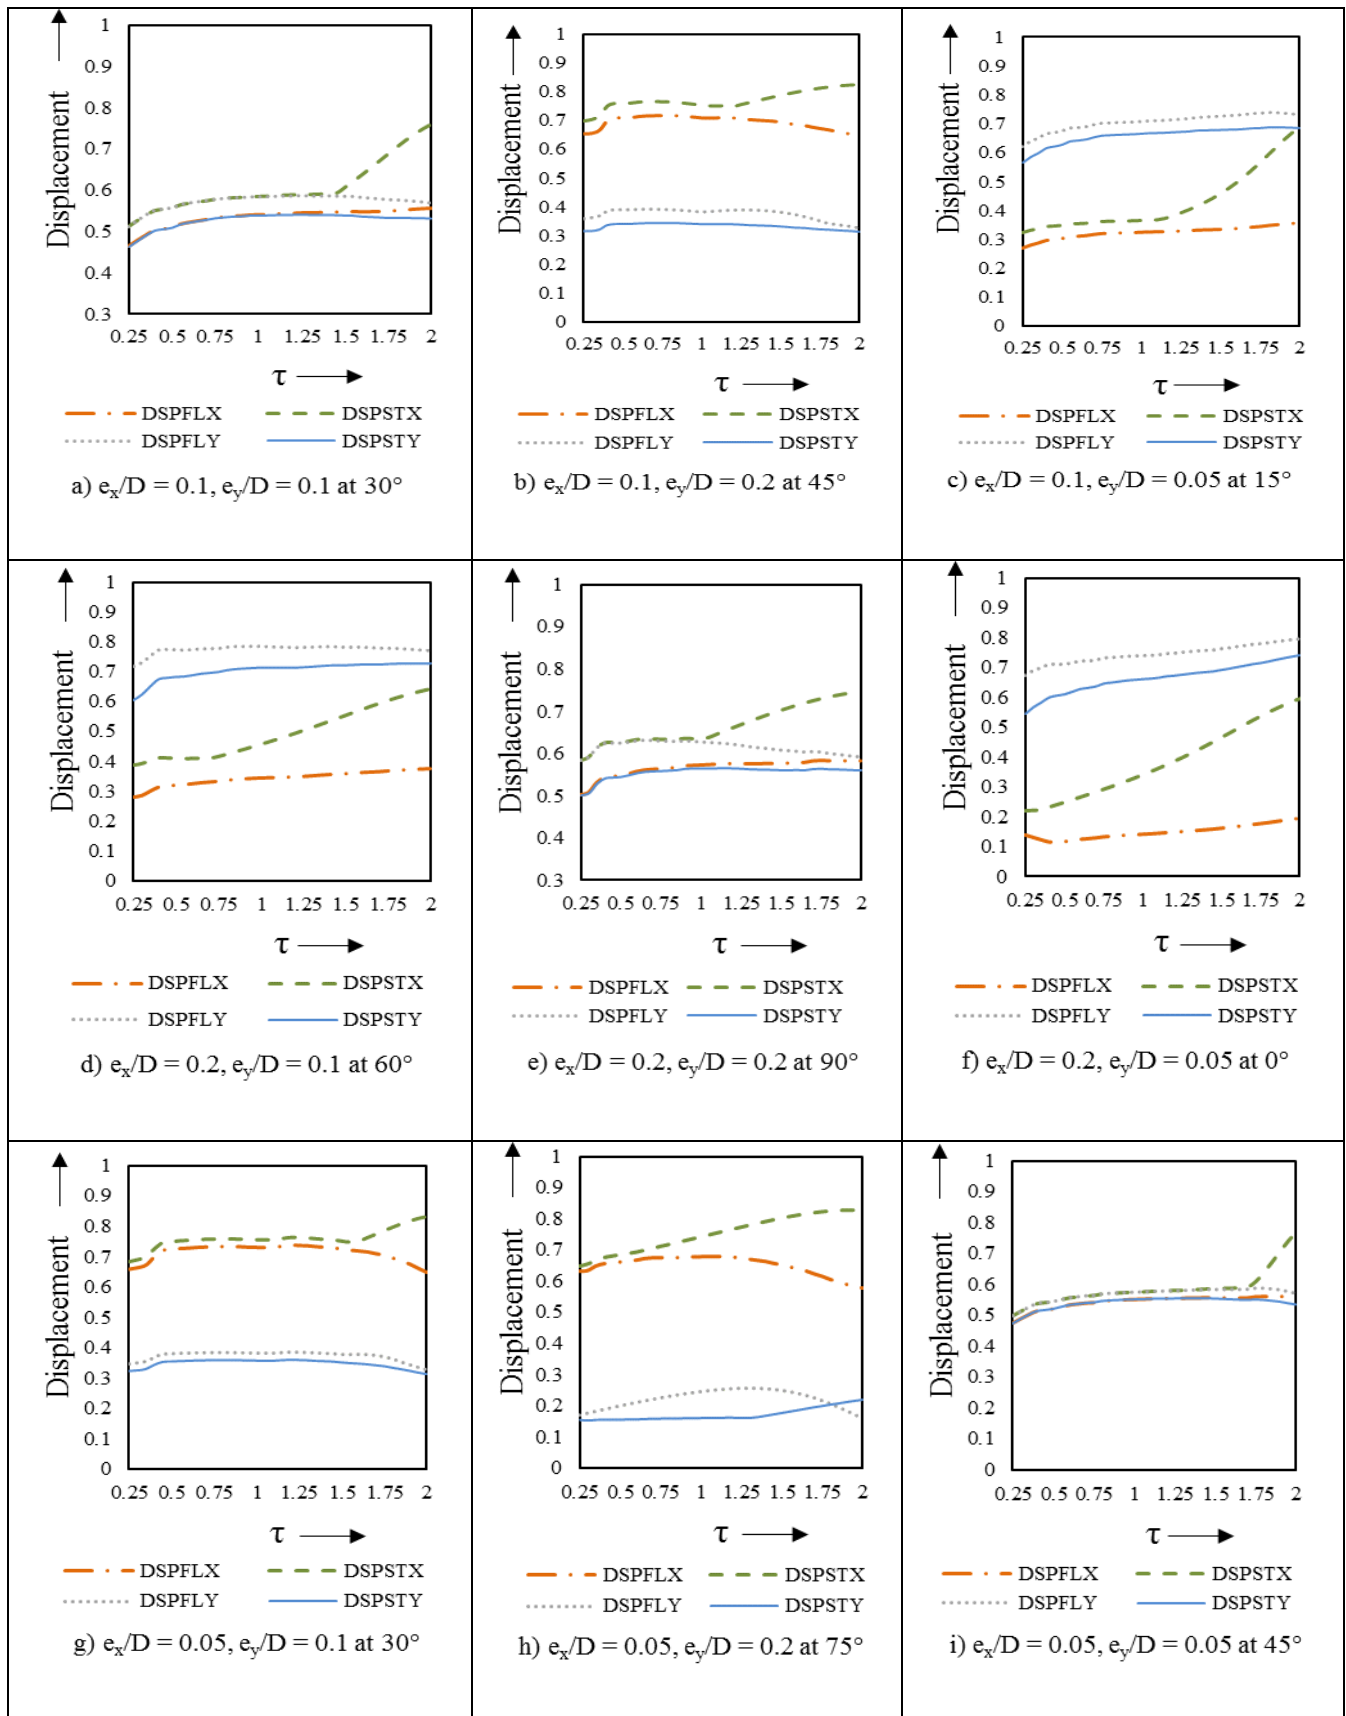 Displacement
1
0.9
0.8
0.7
0.6
0.5
0.4
0.3
0.25 0.5 0.75 1 1.25 1.5 1.75 2
τ
DSPFLX DSPSTX
DSPFLY DSPSTY
a) eₓ/D = 0.1, e_y/D = 0.1 at 30°
Displacement
1
0.9
0.8
0.7
0.6
0.5
0.4
0.3
0.2
0.1
0
0.25 0.5 0.75 1 1.25 1.5 1.75 2
τ
DSPFLX DSPSTX
DSPFLY DSPSTY
b) eₓ/D = 0.1, e_y/D = 0.2 at 45°
Displacement
1
0.9
0.8
0.7
0.6
0.5
0.4
0.3
0.2
0.1
0
0.25 0.5 0.75 1 1.25 1.5 1.75 2
τ
DSPFLX DSPSTX
DSPFLY DSPSTY
c) eₓ/D = 0.1, e_y/D = 0.05 at 15°
Displacement
1
0.9
0.8
0.7
0.6
0.5
0.4
0.3
0.2
0.1
0
0.25 0.5 0.75 1 1.25 1.5 1.75 2
τ
DSPFLX DSPSTX
DSPFLY DSPSTY
d) eₓ/D = 0.2, e_y/D = 0.1 at 60°
Displacement
1
0.9
0.8
0.7
0.6
0.5
0.4
0.3
0.25 0.5 0.75 1 1.25 1.5 1.75 2
τ
DSPFLX DSPSTX
DSPFLY DSPSTY
e) eₓ/D = 0.2, e_y/D = 0.2 at 90°
Displacement
1
0.9
0.8
0.7
0.6
0.5
0.4
0.3
0.2
0.1
0
0.25 0.5 0.75 1 1.25 1.5 1.75 2
τ
DSPFLX DSPSTX
DSPFLY DSPSTY
f) eₓ/D = 0.2, e_y/D = 0.05 at 0°
Displacement
1
0.9
0.8
0.7
0.6
0.5
0.4
0.3
0.2
0.1
0
0.25 0.5 0.75 1 1.25 1.5 1.75 2
τ
DSPFLX DSPSTX
DSPFLY DSPSTY
g) eₓ/D = 0.05, e_y/D = 0.1 at 30°
Displacement
1
0.9
0.8
0.7
0.6
0.5
0.4
0.3
0.2
0.1
0
0.25 0.5 0.75 1 1.25 1.5 1.75 2
τ
DSPFLX DSPSTX
DSPFLY DSPSTY
h) eₓ/D = 0.05, e_y/D = 0.2 at 75°
Displacement
1
0.9
0.8
0.7
0.6
0.5
0.4
0.3
0.2
0.1
0
0.25 0.5 0.75 1 1.25 1.5 1.75 2
τ
DSPFLX DSPSTX
DSPFLY DSPSTY
i) eₓ/D = 0.05, e_y/D = 0.05 at 45°